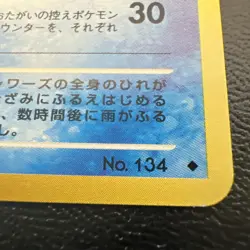 おたがいの控えポケモン 30
ウンターを、それぞれ
ワーズの全身のひれが
ざみにふるえはじめる
、数時間後に雨がふる
し。
No. 134 ◆